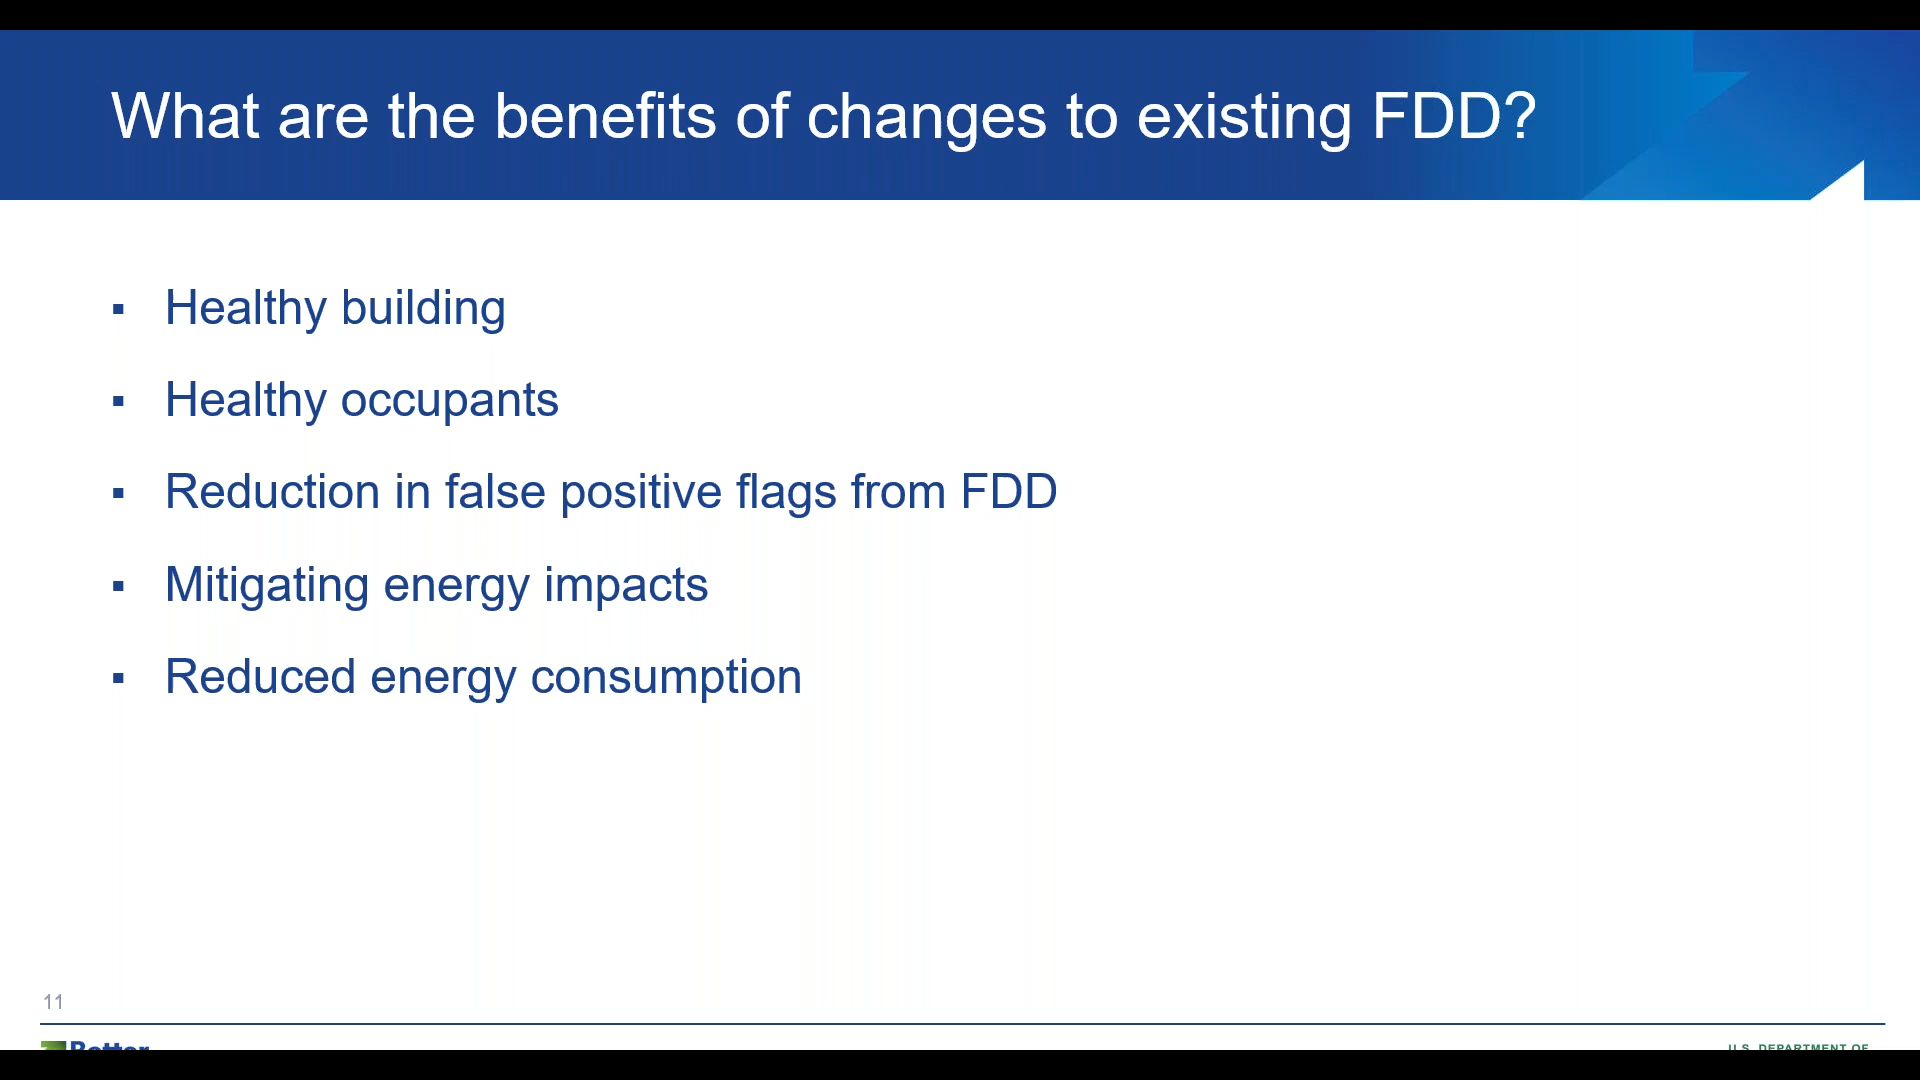 What are the benefits of changes to existing FDD?
▪ Healthy building
▪ Healthy occupants
▪ Reduction in false positive flags from FDD
▪ Mitigating energy impacts
▪ Reduced energy consumption
11
Better
U.S. DEPARTMENT OF